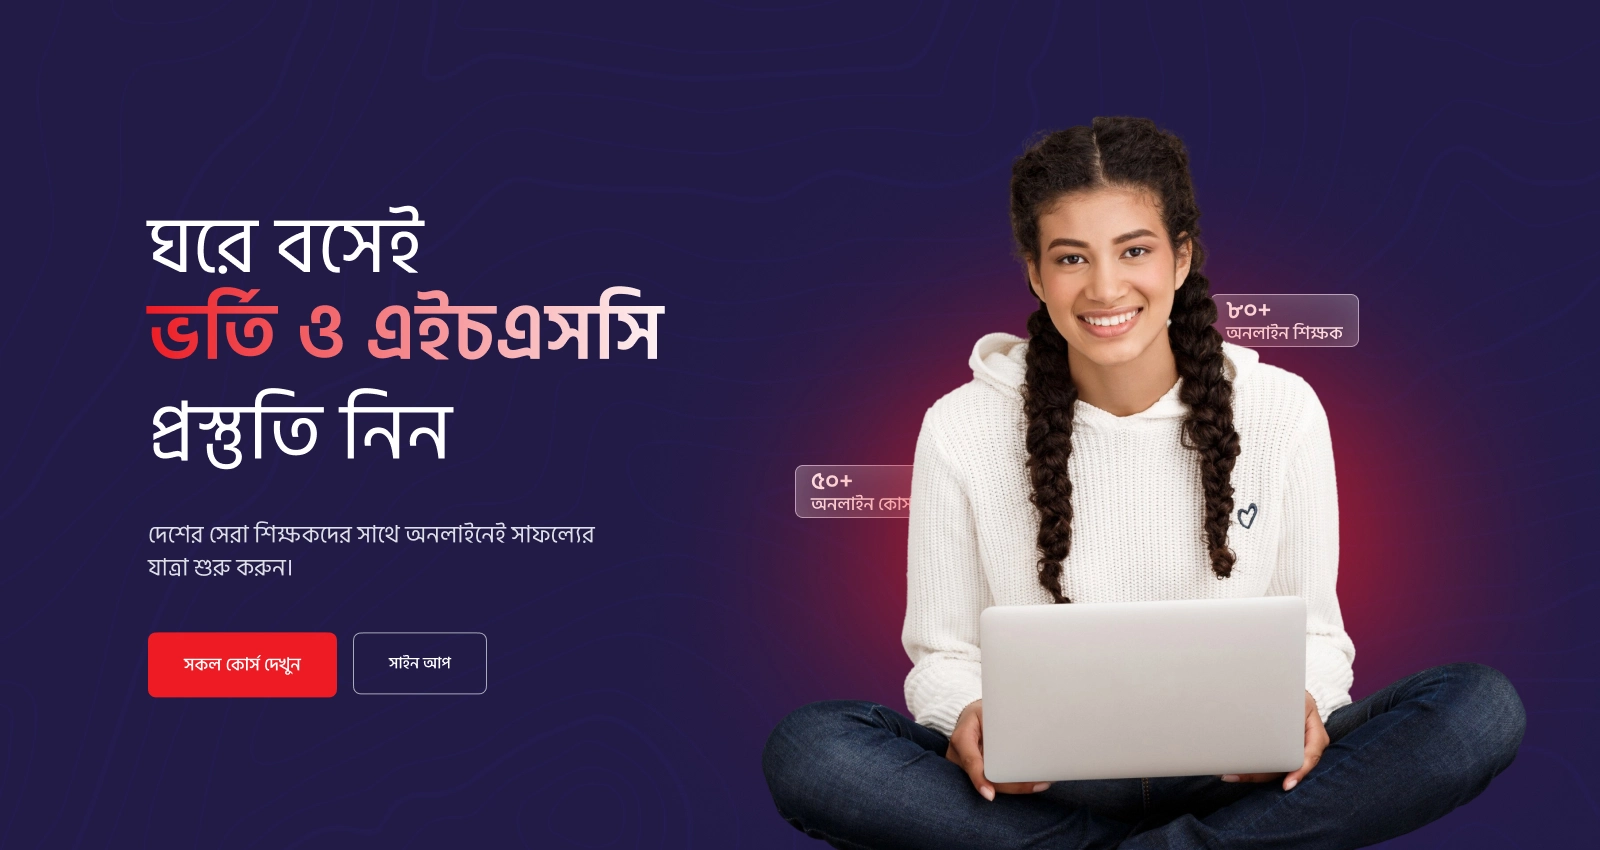 ঘরে বসেই
ভর্তি ও এইচএসসি
প্রস্তুতি নিন
দেশের সেরা শিক্ষকদের সাথে অনলাইনেই সাফল্যের
যাত্রা শুরু করুন।
সকল কোর্স দেখুন
সাইন আপ
৮০+
অনলাইন শিক্ষক
৫০+
অনলাইন